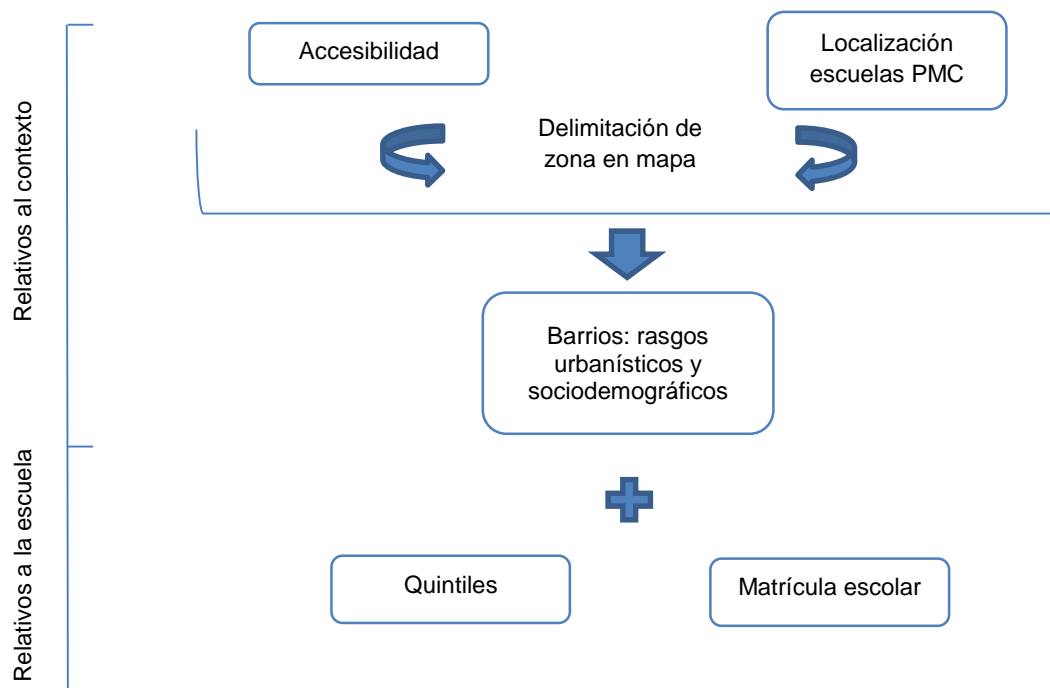 Accesibilidad
Localización
escuelas PMC
Delimitación de
zona en mapa
Relativos al contexto
Barrios: rasgos
urbanísticos y
sociodemográficos
Relativos a la escuela
Quintiles
Matrícula escolar